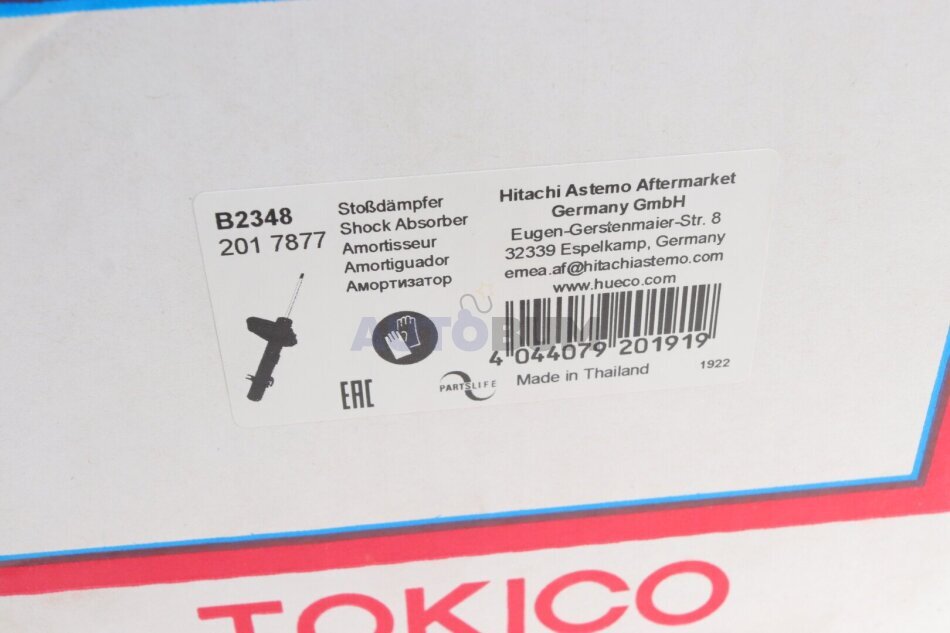 B2348
201 7877
Stoßdämpfer
Shock Absorber
Amortisseur
Amortiguador
Амортизатор
Hitachi Astemo Aftermarket
Germany GmbH
Eugen-Gerstenmaier-Str. 8
32339 Espelkamp, Germany
emea.af@hitachiastemo.com
www.hueco.com
4 044079 201919
EAC
PARTSLIFE
Made in Thailand
1922
TOKICO